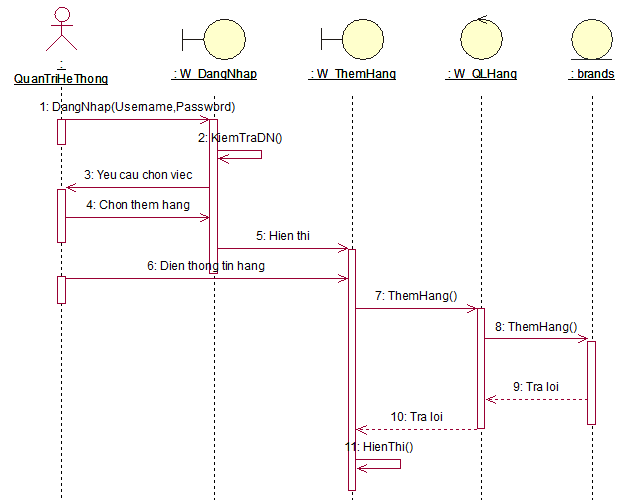 QuanTriHeThong
: W_DangNhap
: W_ThemHang
: W_QLHang
: brands
1: DangNhap(Username,Password)
2: KiemTraDN()
3: Yeu cau chon viec
4: Chon them hang
5: Hien thi
6: Dien thong tin hang
7: ThemHang()
8: ThemHang()
9: Tra loi
10: Tra loi
11: HienThi()